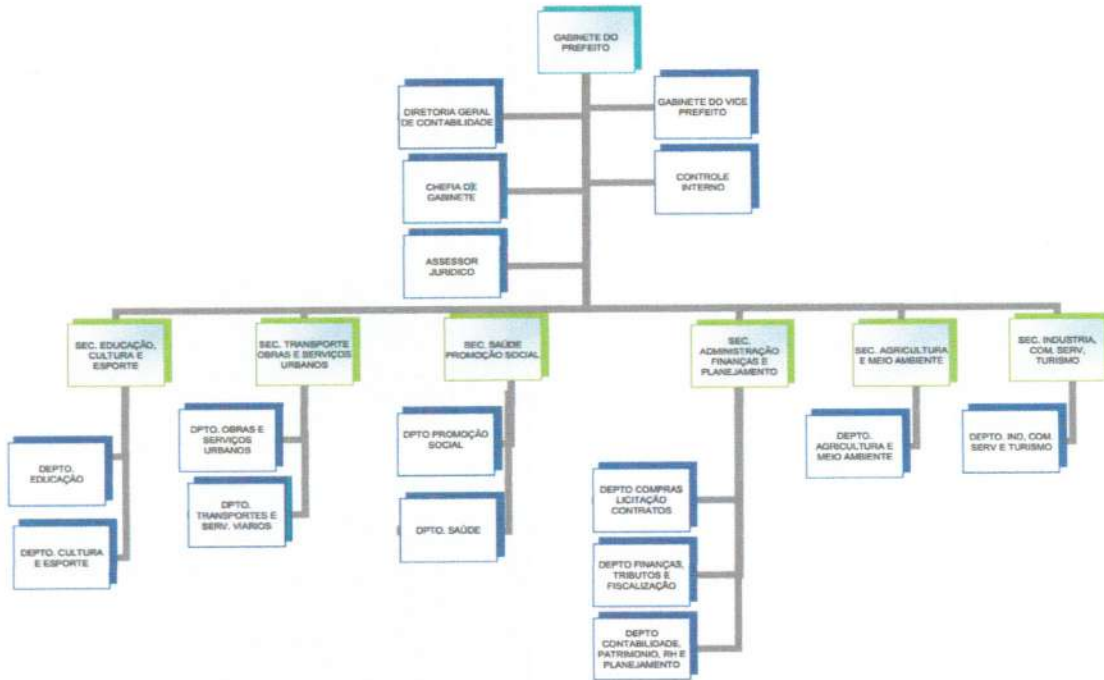 GABINETE DO
PREFEITO
DIRETORIA GERAL
DE CONTABILIDADE
GABINETE DO VICE
PREFEITO
CHEFIA DE
GABINETE
CONTROLE
INTERNO
ASSESSOR
JURIDICO
SEC. EDUCAÇÃO,
CULTURA E
ESPORTE
SEC. TRANSPORTE
OBRAS E SERVIÇOS
URBANOS
SEC. SAÚDE
PROMOÇÃO SOCIAL
SEC.
ADMINISTRAÇÃO
FINANÇAS E
PLANEJAMENTO
SEC. AGRICULTURA
E MEIO AMBIENTE
SEC. INDUSTRIA,
COM. SERV,
TURISMO
DEPTO.
EDUCAÇÃO
DEPTO. CULTURA
E ESPORTE
DPTO. OBRAS E
SERVIÇOS
URBANOS
DPTO.
TRANSPORTES E
SERV. VIARIOS
DPTO PROMOÇÃO
SOCIAL
DPTO. SAÚDE
DEPTO COMPRAS
LICITAÇÃO
CONTRATOS
DEPTO FINANÇAS,
TRIBUTOS E
FISCALIZAÇÃO
DEPTO
CONTABILIDADE,
PATRIMONIO, RH E
PLANEJAMENTO
DEPTO.
AGRICULTURA E
MEIO AMBIENTE
DEPTO. IND, COM.
SERV E TURISMO